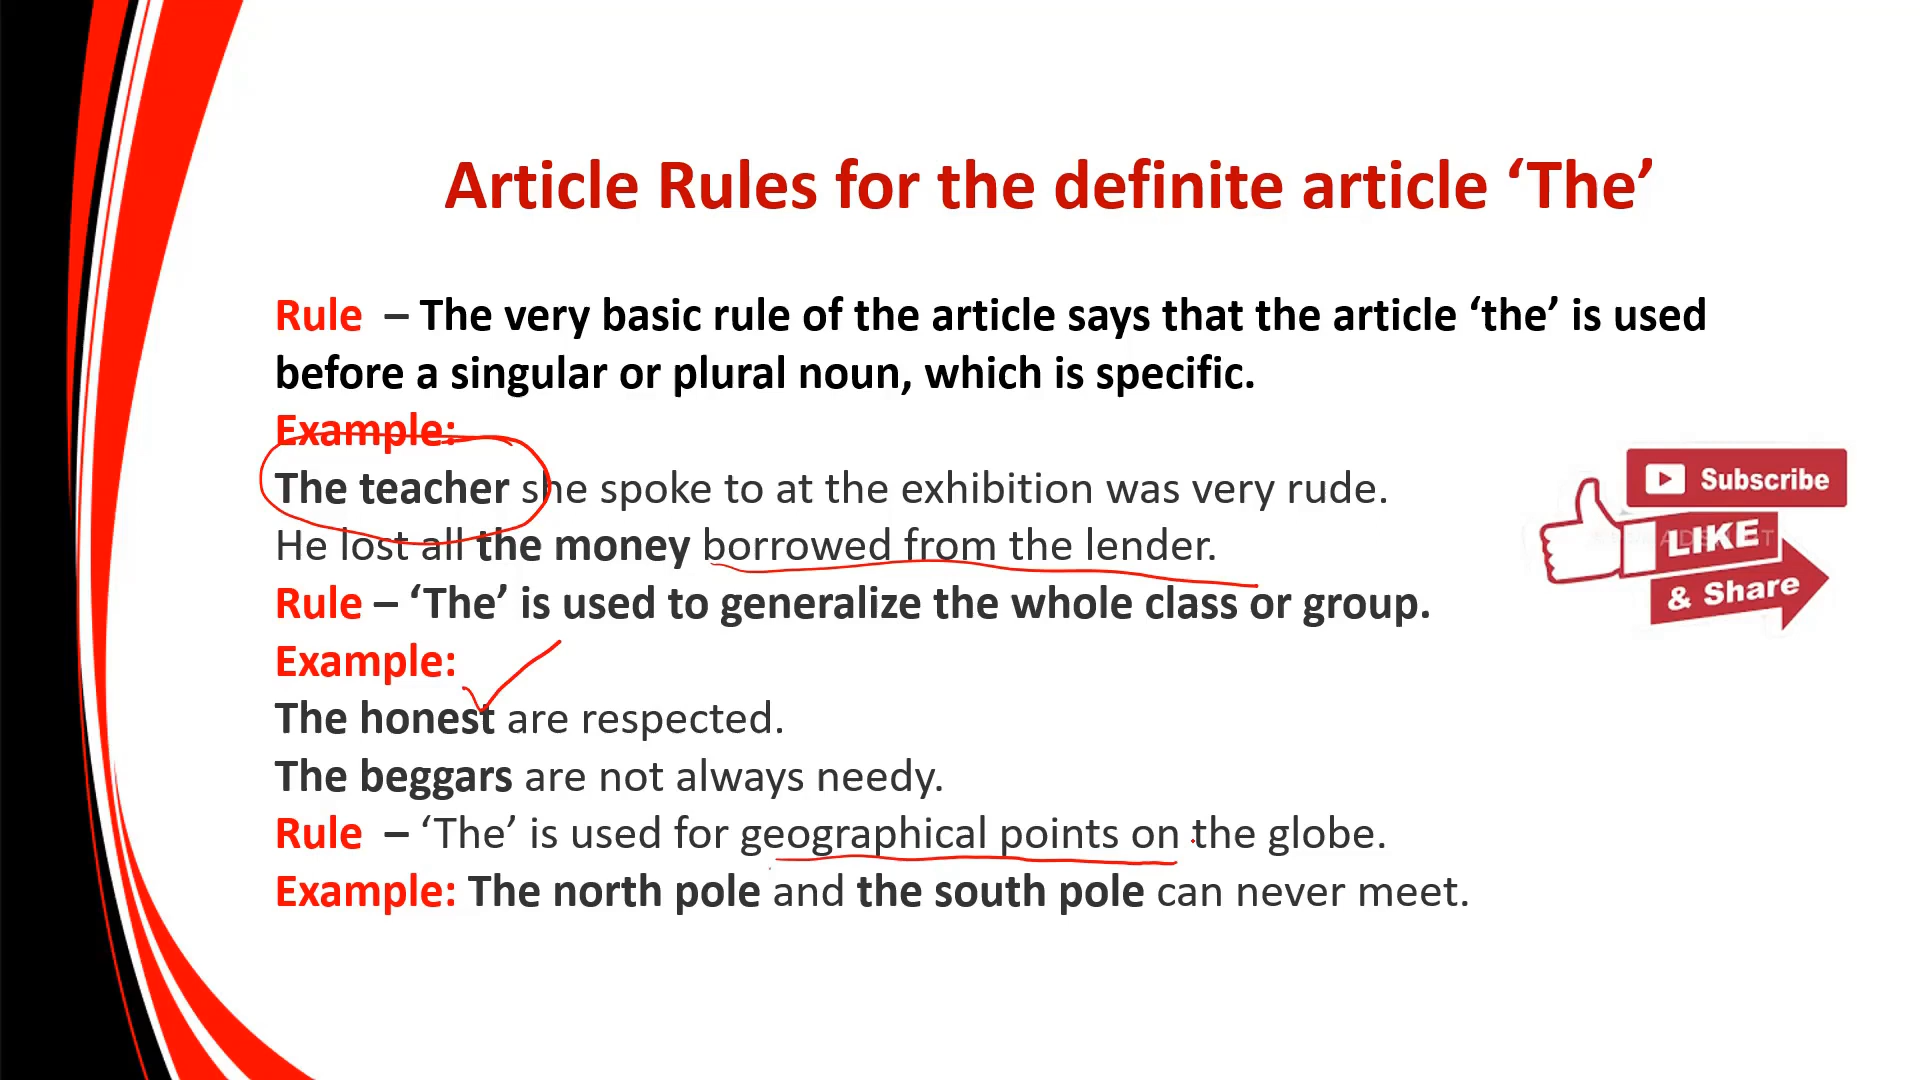 Article Rules for the definite article ‘The’
Rule – The very basic rule of the article says that the article ‘the’ is used
before a singular or plural noun, which is specific.
Example:
The teacher she spoke to at the exhibition was very rude.
He lost all the money borrowed from the lender.
Rule – ‘The’ is used to generalize the whole class or group.
Example:
The honest are respected.
The beggars are not always needy.
Rule – ‘The’ is used for geographical points on the globe.
Example: The north pole and the south pole can never meet.
Subscribe
LIKE
& Share